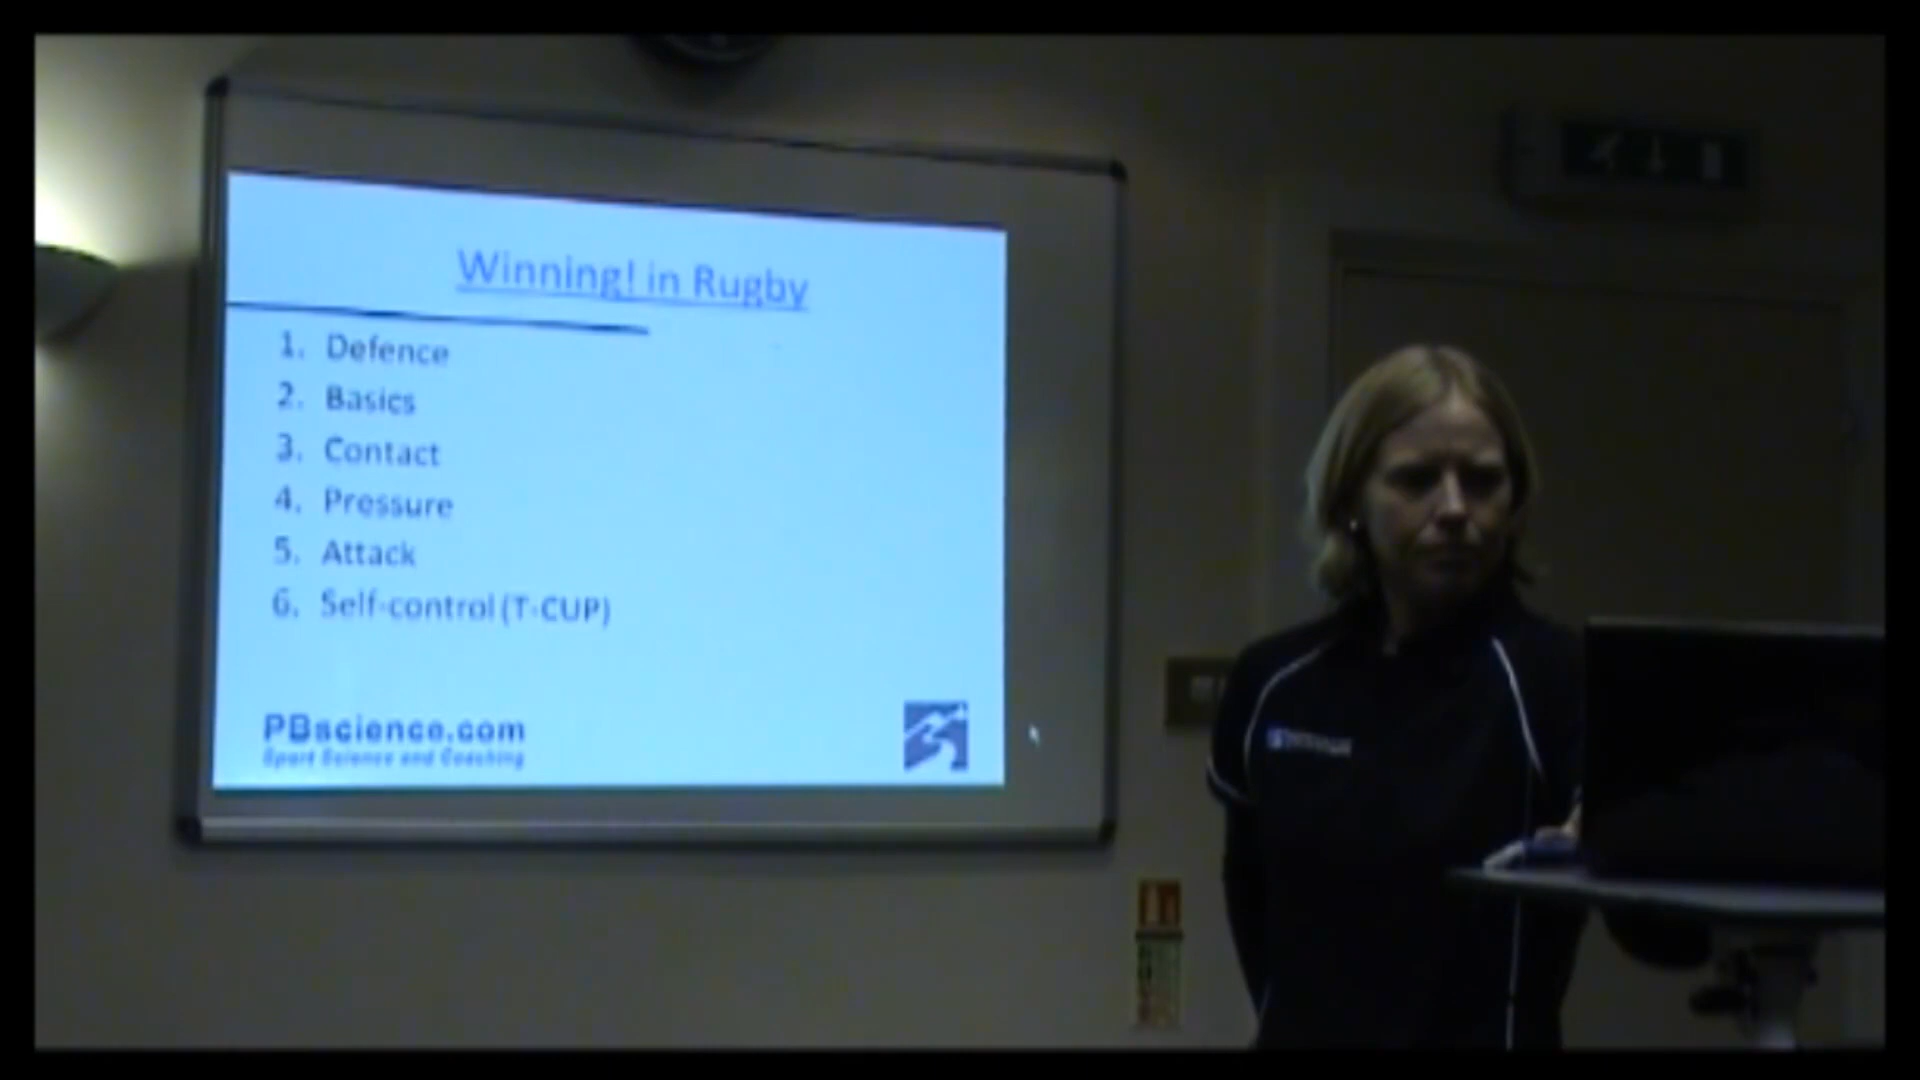 Winning! in Rugby
1. Defence
2. Basics
3. Contact
4. Pressure
5. Attack
6. Self-control (T-CUP)
PBscience.com
Sport Science and Coaching